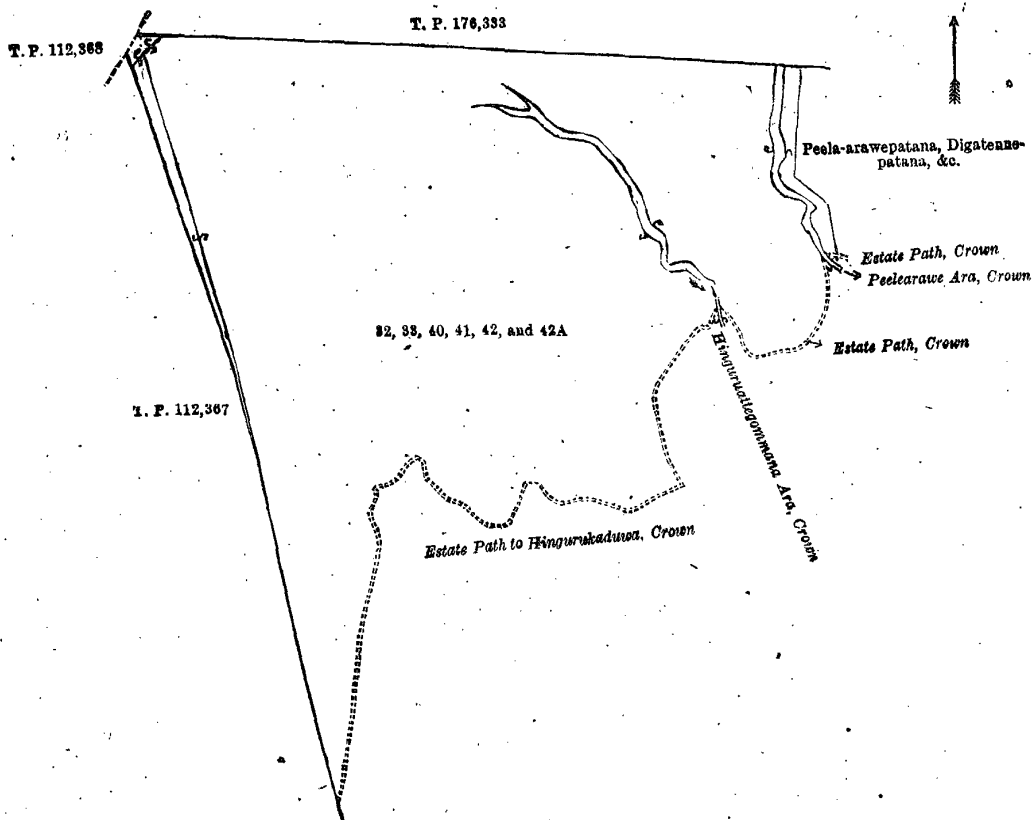 T. P. 176,333
T. P. 112,368
Peela-arawepatana, Digatenne-
patana, &c.
Estate Path, Crown
Peelearawe Ara, Crown
32, 33, 40, 41, 42, and 42A
Estate Path, Crown
Hinguruattegommana Ara, Crown
T. P. 112,367
Estate Path to Hingurukaduwa, Crown